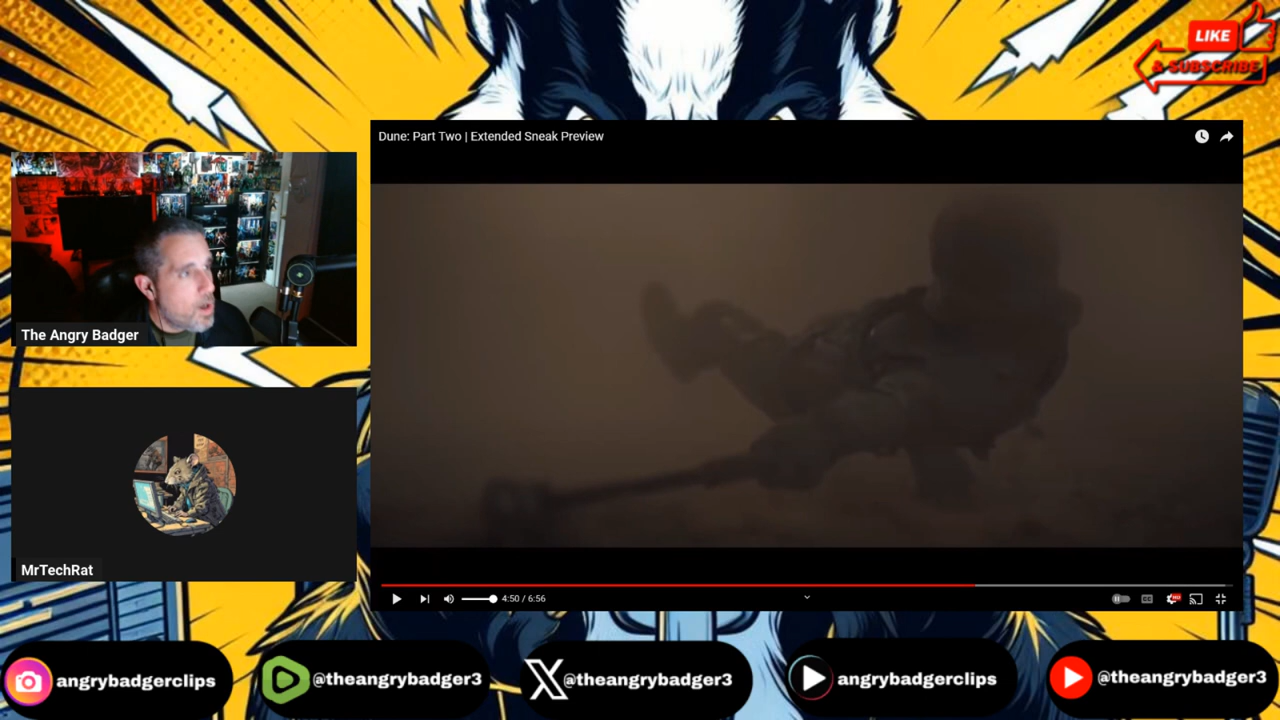 LIKE
& SUBSCRIBE
Dune: Part Two | Extended Sneak Preview
The Angry Badger
MrTechRat
4:50 / 6:56
angrybadgerclips
@theangrybadger3
@theangrybadger3
angrybadgerclips
@theangrybadger3